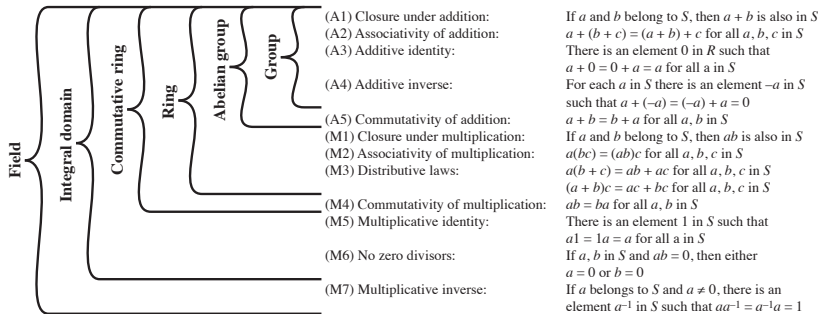 Field
Integral domain
Commutative ring
Ring
Abelian group
Group
(A1) Closure under addition: If a and b belong to S, then a + b is also in S
(A2) Associativity of addition: a + (b + c) = (a + b) + c for all a, b, c in S
(A3) Additive identity: There is an element 0 in R such that
a + 0 = 0 + a = a for all a in S
(A4) Additive inverse: For each a in S there is an element –a in S
such that a + (–a) = (–a) + a = 0
(A5) Commutativity of addition: a + b = b + a for all a, b in S
(M1) Closure under multiplication: If a and b belong to S, then ab is also in S
(M2) Associativity of multiplication: a(bc) = (ab)c for all a, b, c in S
(M3) Distributive laws: a(b + c) = ab + ac for all a, b, c in S
(a + b)c = ac + bc for all a, b, c in S
(M4) Commutativity of multiplication: ab = ba for all a, b in S
(M5) Multiplicative identity: There is an element 1 in S such that
a1 = 1a = a for all a in S
(M6) No zero divisors: If a, b in S and ab = 0, then either
a = 0 or b = 0
(M7) Multiplicative inverse: If a belongs to S and a ≠ 0, there is an
element a⁻¹ in S such that aa⁻¹ = a⁻¹a = 1